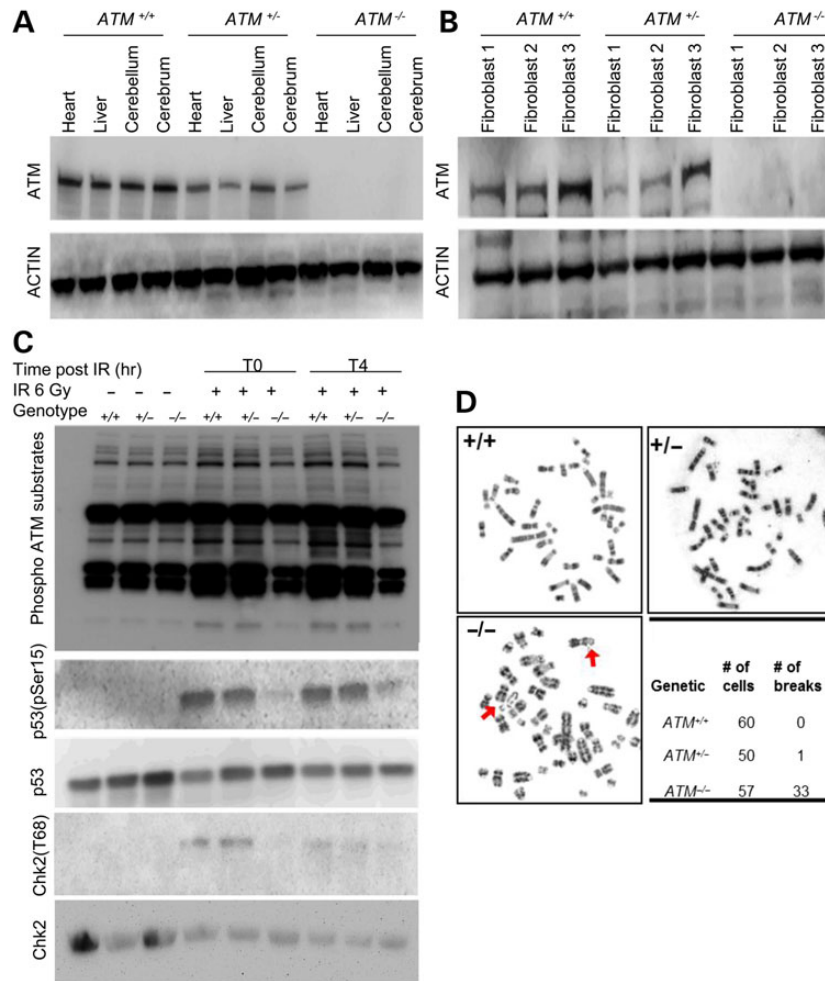 A
ATM +/+ ATM +/- ATM -/-
Heart Liver Cerebellum Cerebrum Heart Liver Cerebellum Cerebrum Heart Liver Cerebellum Cerebrum
ATM
ACTIN
B
ATM +/+ ATM +/- ATM -/-
Fibroblast 1 Fibroblast 2 Fibroblast 3 Fibroblast 1 Fibroblast 2 Fibroblast 3 Fibroblast 1 Fibroblast 2 Fibroblast 3
ATM
ACTIN
C
Time post IR (hr) T0 T4
IR 6 Gy – – – + + + + + +
Genotype +/+ +/– –/– +/+ +/– –/– +/+ +/– –/–
Phospho ATM substrates
p53(pSer15)
p53
Chk2(T68)
Chk2
D
+/+
+/–
–/–
Genetic # of cells # of breaks
ATM+/+ 60 0
ATM+/- 50 1
ATM-/- 57 33